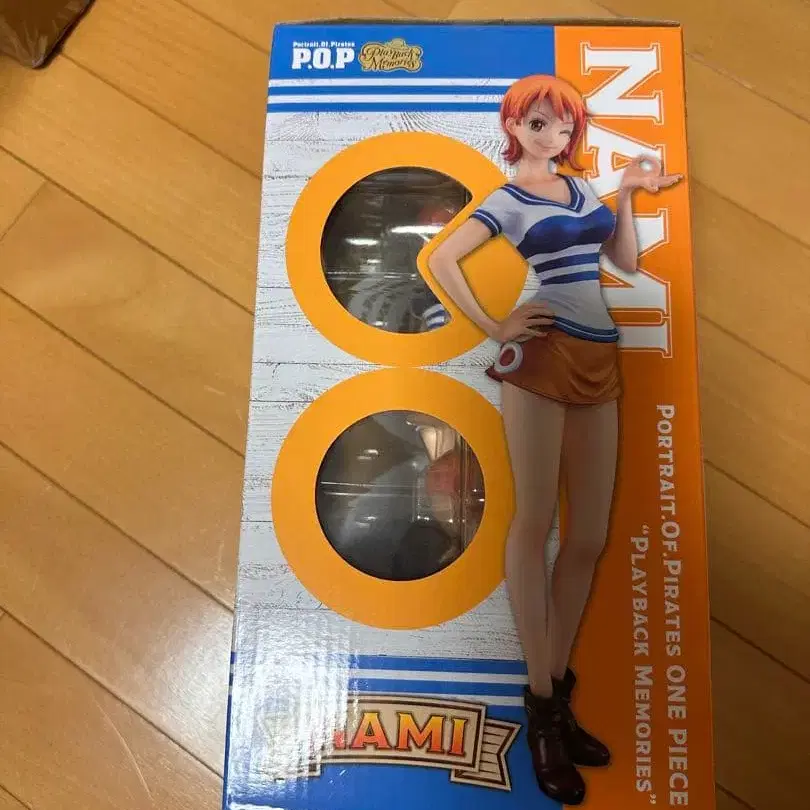 Portrait.Of.Pirates
P.O.P
PlayBack
Memories
NAMI
PORTRAIT.OF.PIRATES ONE PIECE
"PLAYBACK MEMORIES"
NAMI